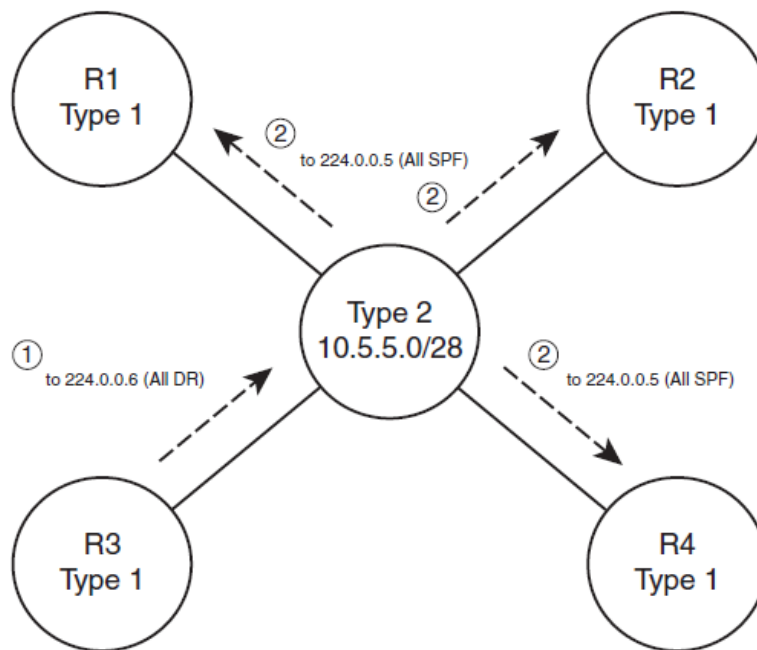 R1
Type 1
R2
Type 1
2
to 224.0.0.5 (All SPF)
2
Type 2
10.5.5.0/28
1
to 224.0.0.6 (All DR)
2
to 224.0.0.5 (All SPF)
R3
Type 1
R4
Type 1